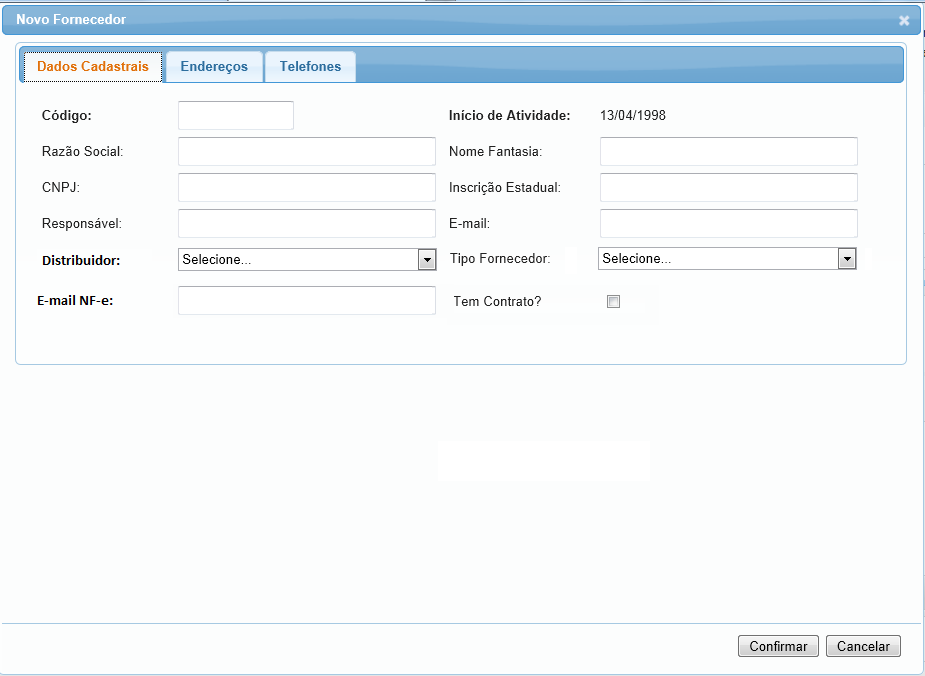 Novo Fornecedor
Dados Cadastrais Endereços Telefones
Código: Início de Atividade: 13/04/1998
Razão Social: Nome Fantasia:
CNPJ: Inscrição Estadual:
Responsável: E-mail:
Distribuidor: Selecione... Tipo Fornecedor: Selecione...
E-mail NF-e: Tem Contrato?
Confirmar Cancelar